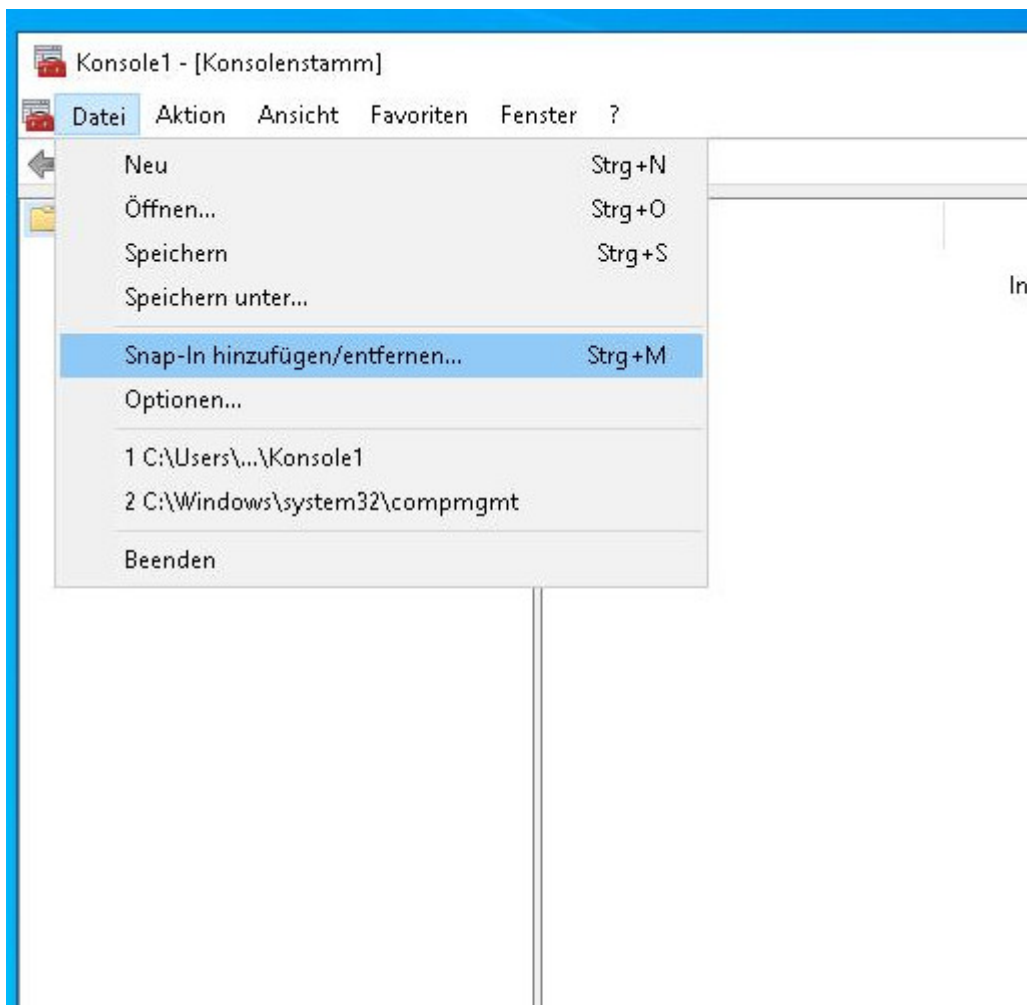 Konsole1 - [Konsolenstamm]
Datei Aktion Ansicht Favoriten Fenster ?
Neu Strg+N
Öffnen... Strg+O
Speichern Strg+S
Speichern unter...
In
Snap-In hinzufügen/entfernen... Strg+M
Optionen...
1 C:\Users\...\Konsole1
2 C:\Windows\system32\compmgmt
Beenden